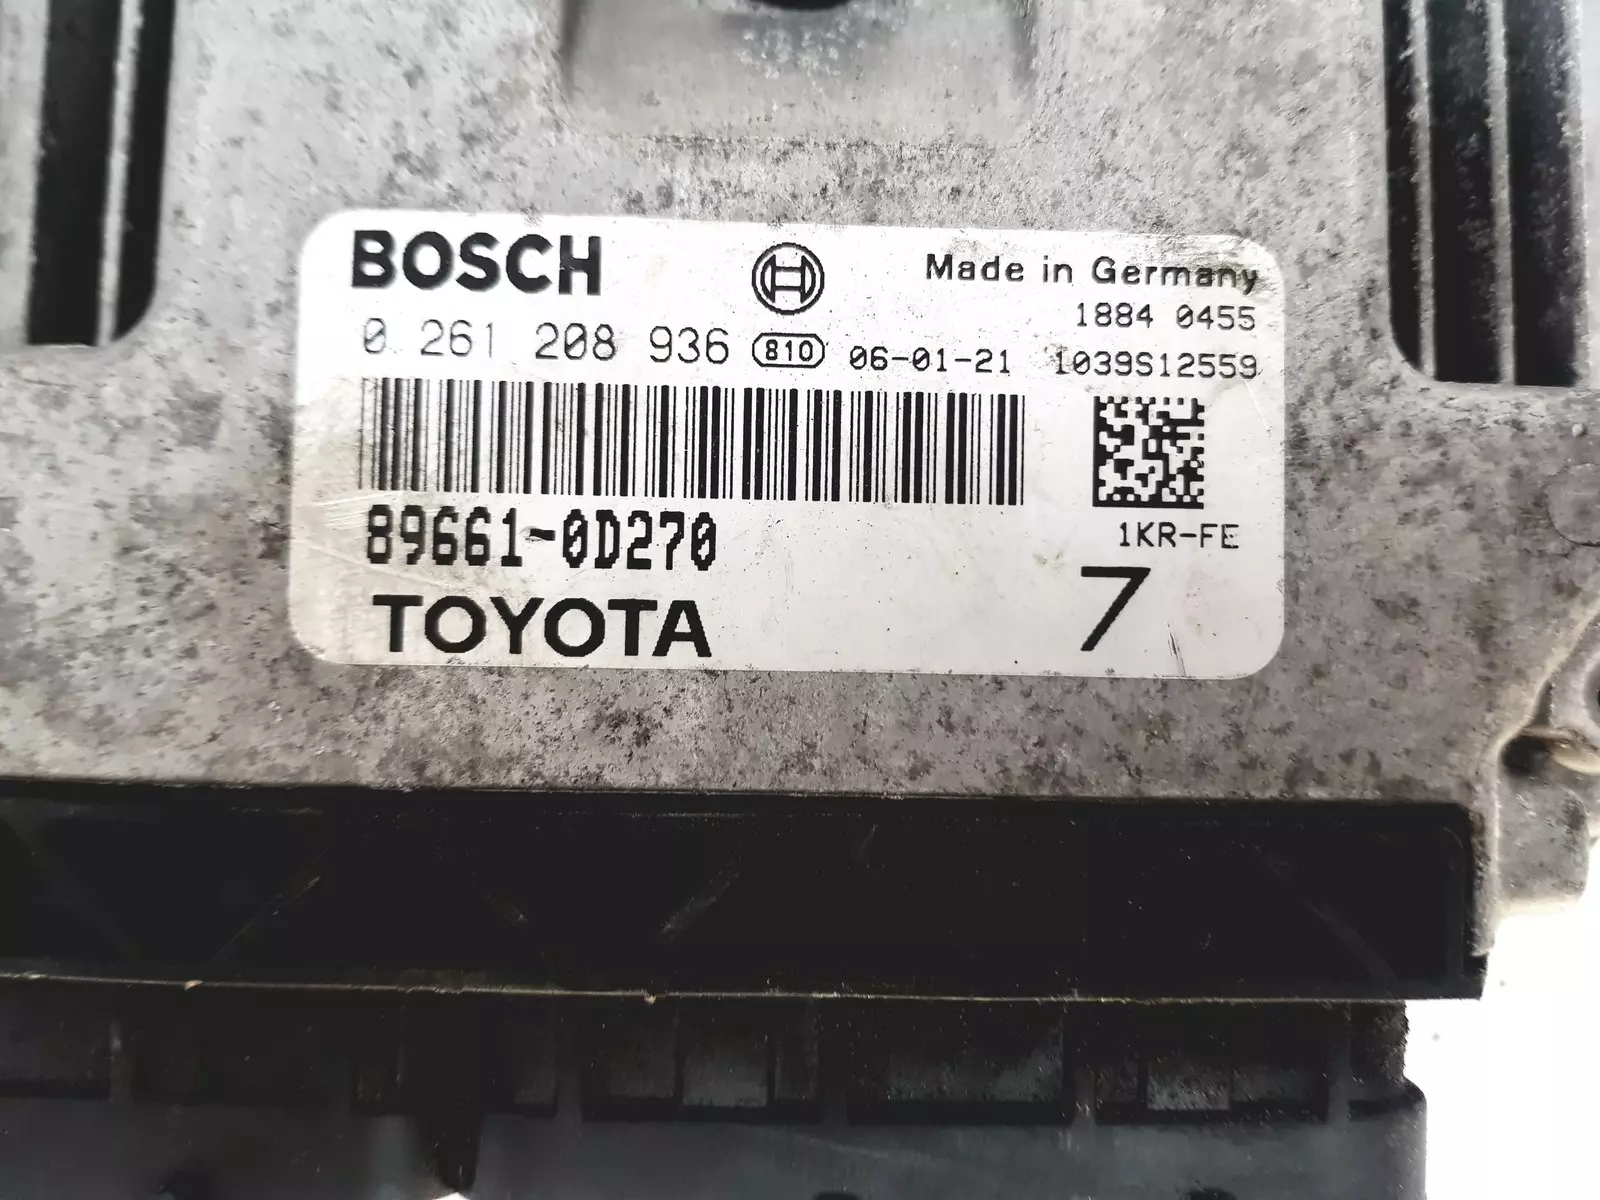 BOSCH Made in Germany
1884 0455
0 261 208 936 810 06-01-21 1039S12559
89661-0D270 1KR-FE
TOYOTA 7